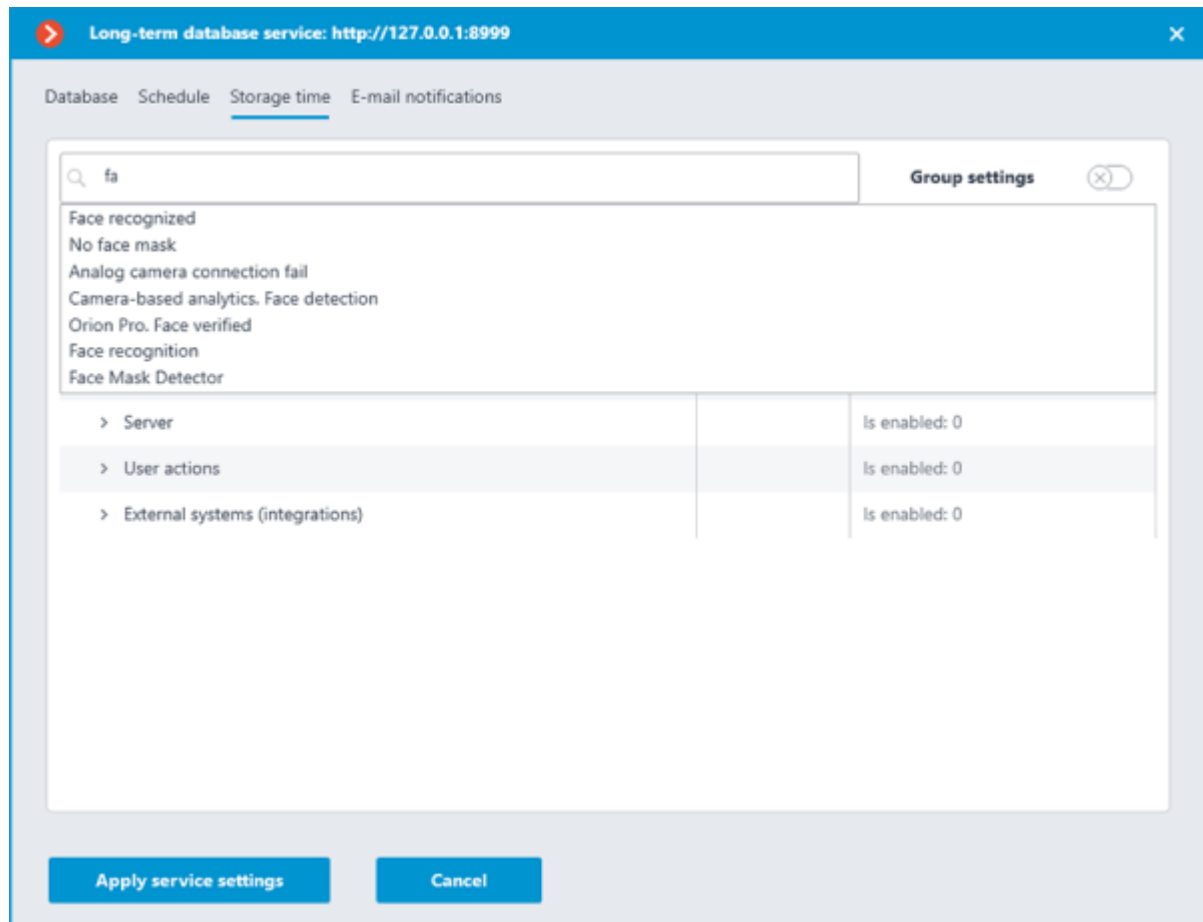 Long-term database service: http://127.0.0.1:8999
Database Schedule Storage time E-mail notifications
fa
Group settings
Face recognized
No face mask
Analog camera connection fail
Camera-based analytics. Face detection
Orion Pro. Face verified
Face recognition
Face Mask Detector
Server Is enabled: 0
User actions Is enabled: 0
External systems (integrations) Is enabled: 0
Apply service settings Cancel